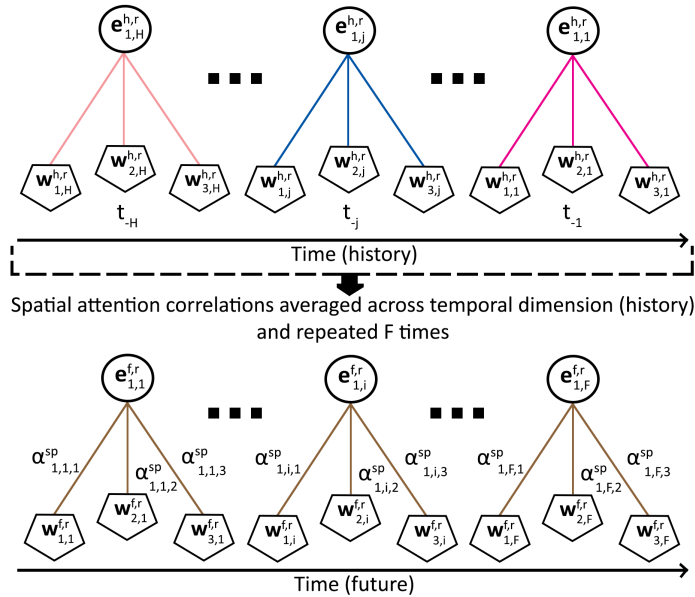 e^{h,r}_{1,H} e^{h,r}_{1,j} e^{h,r}_{1,1}
w^{h,r}_{1,H} w^{h,r}_{2,H} w^{h,r}_{3,H} w^{h,r}_{1,j} w^{h,r}_{2,j} w^{h,r}_{3,j} w^{h,r}_{1,1} w^{h,r}_{2,1} w^{h,r}_{3,1}
t_{-H} t_{-j} t_{-1}
Time (history)
Spatial attention correlations averaged across temporal dimension (history)
and repeated F times
e^{f,r}_{1,1} e^{f,r}_{1,i} e^{f,r}_{1,F}
α^{sp}_{1,1,1} α^{sp}_{1,1,2} α^{sp}_{1,1,3} α^{sp}_{1,i,1} α^{sp}_{1,i,2} α^{sp}_{1,i,3} α^{sp}_{1,F,1} α^{sp}_{1,F,2} α^{sp}_{1,F,3}
w^{f,r}_{1,1} w^{f,r}_{2,1} w^{f,r}_{3,1} w^{f,r}_{1,i} w^{f,r}_{2,i} w^{f,r}_{3,i} w^{f,r}_{1,F} w^{f,r}_{2,F} w^{f,r}_{3,F}
Time (future)